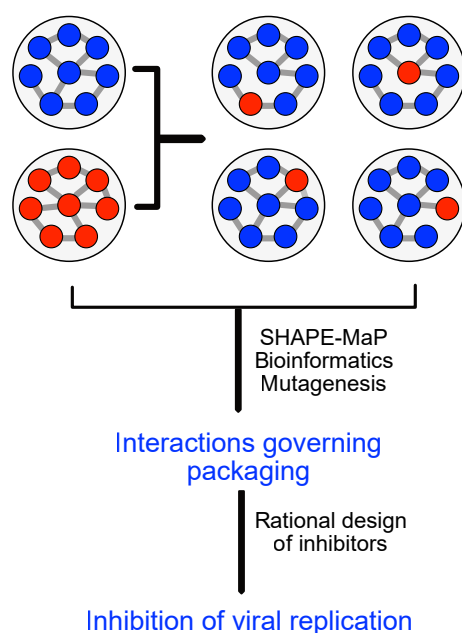 SHAPE-MaP
Bioinformatics
Mutagenesis
Interactions governing
packaging
Rational design
of inhibitors
Inhibition of viral replication